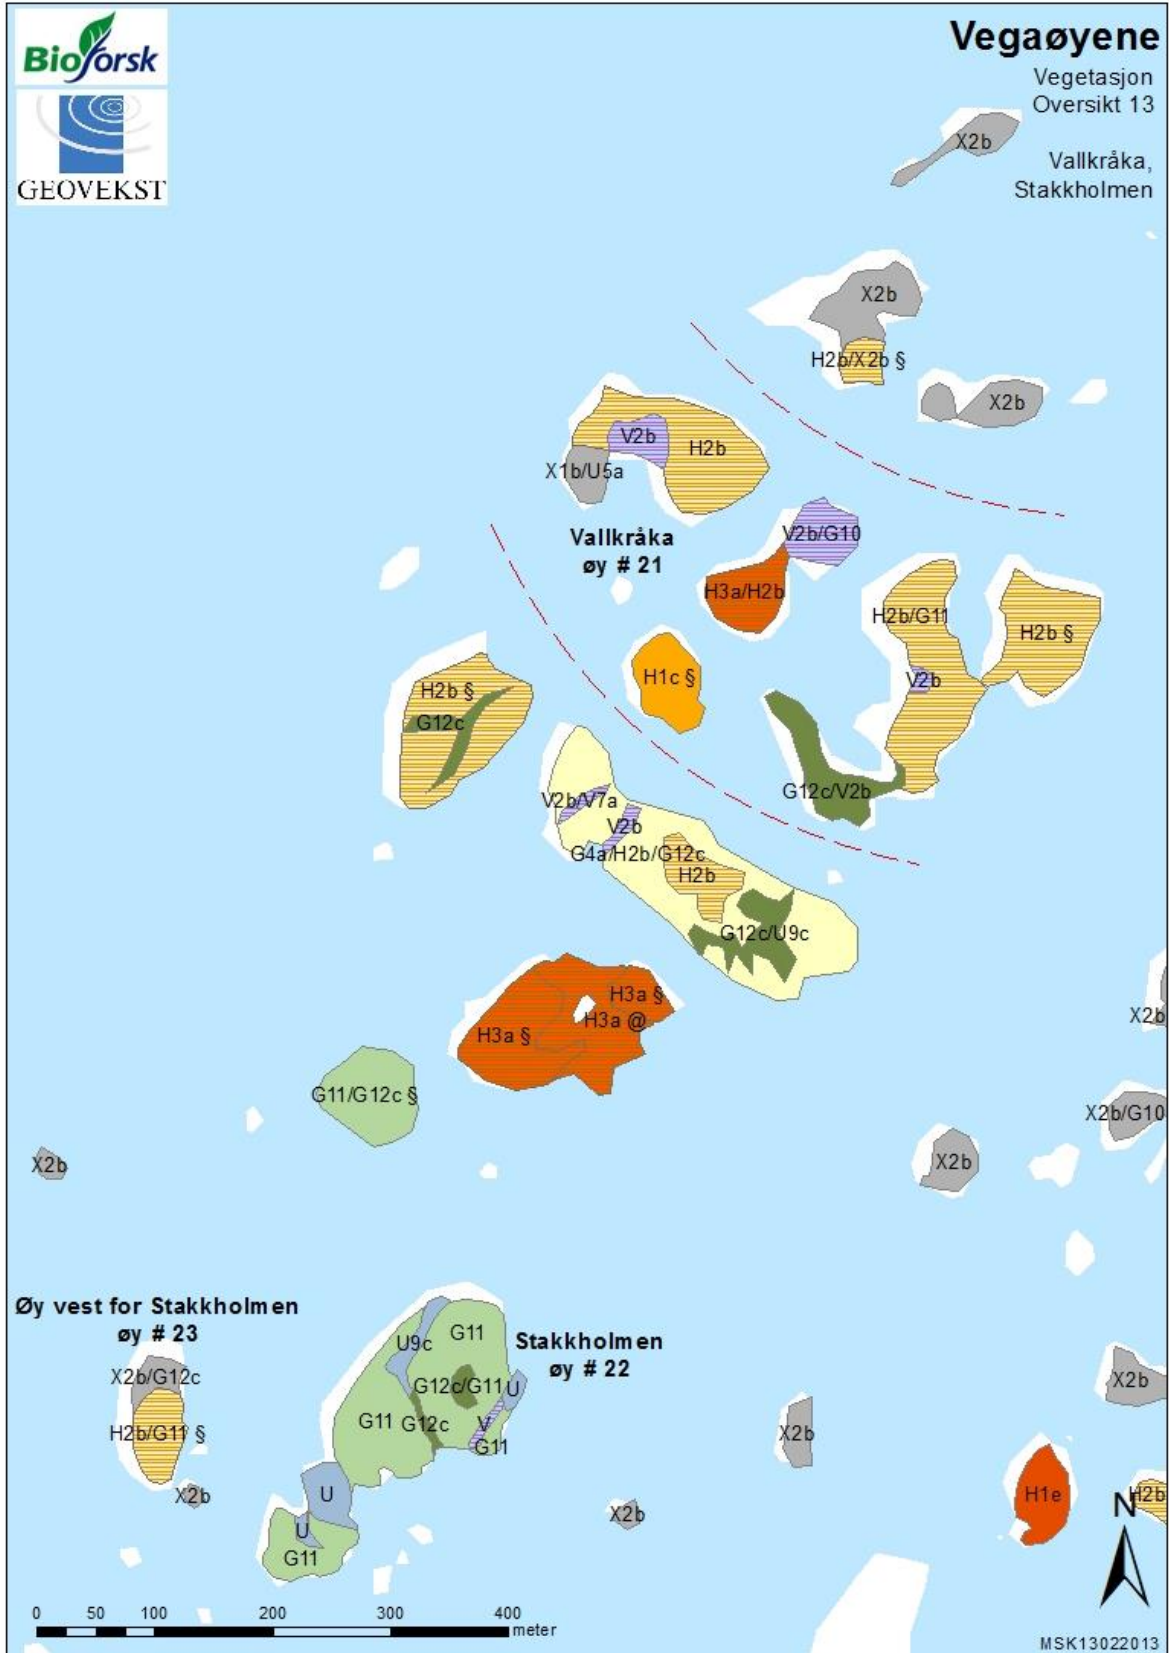 Bioforsk
GEOVEKST
Vegaøyene
Vegetasjon
Oversikt 13
Vallkråka,
Stakkholmen
X2b
X2b
H2b/X2b §
X2b
V2b
H2b
X1b/U5a
Vallkråka
øy # 21
V2b/G10
H3a/H2b
H2b/G11
H2b §
H1c §
V2b
H2b §
G12c
G12c/V2b
V2b/V7a
V2b
G4a/H2b/G12c
H2b
G12c/U9c
H3a §
H3a @
H3a §
X2b
G11/G12c §
X2b/G10
X2b
X2b
Øy vest for Stakkholmen
øy # 23
U9c
G11
Stakkholmen
øy # 22
X2b/G12c
G12c/G11
U
X2b
G11
G12c
V
G11
H2b/G11 §
X2b
X2b
U
X2b
H1e
H2b
U
G11
N
0 50 100 200 300 400
meter
MSK13022013